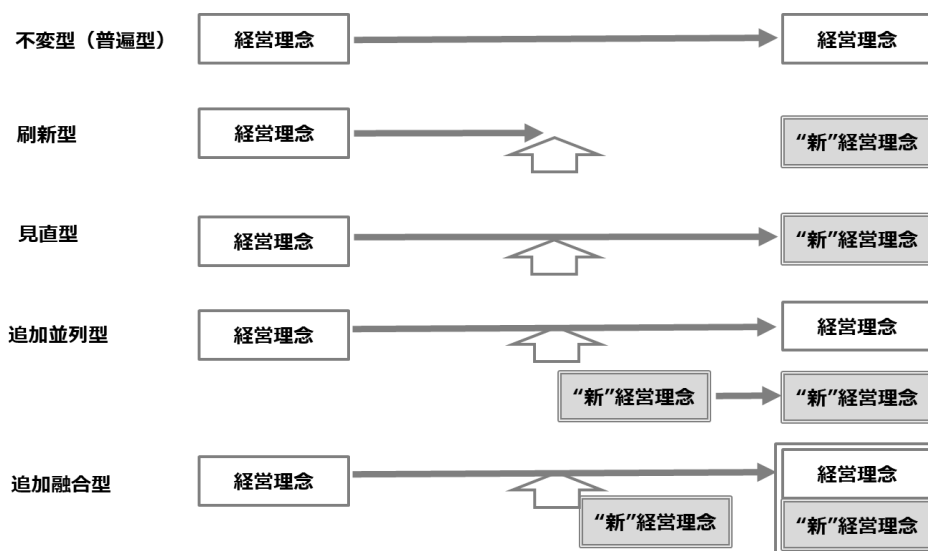 不変型（普遍型） 経営理念 経営理念
刷新型 経営理念 “新”経営理念
見直型 経営理念 “新”経営理念
追加並列型 経営理念 経営理念
“新”経営理念 “新”経営理念
追加融合型 経営理念 経営理念
“新”経営理念 “新”経営理念